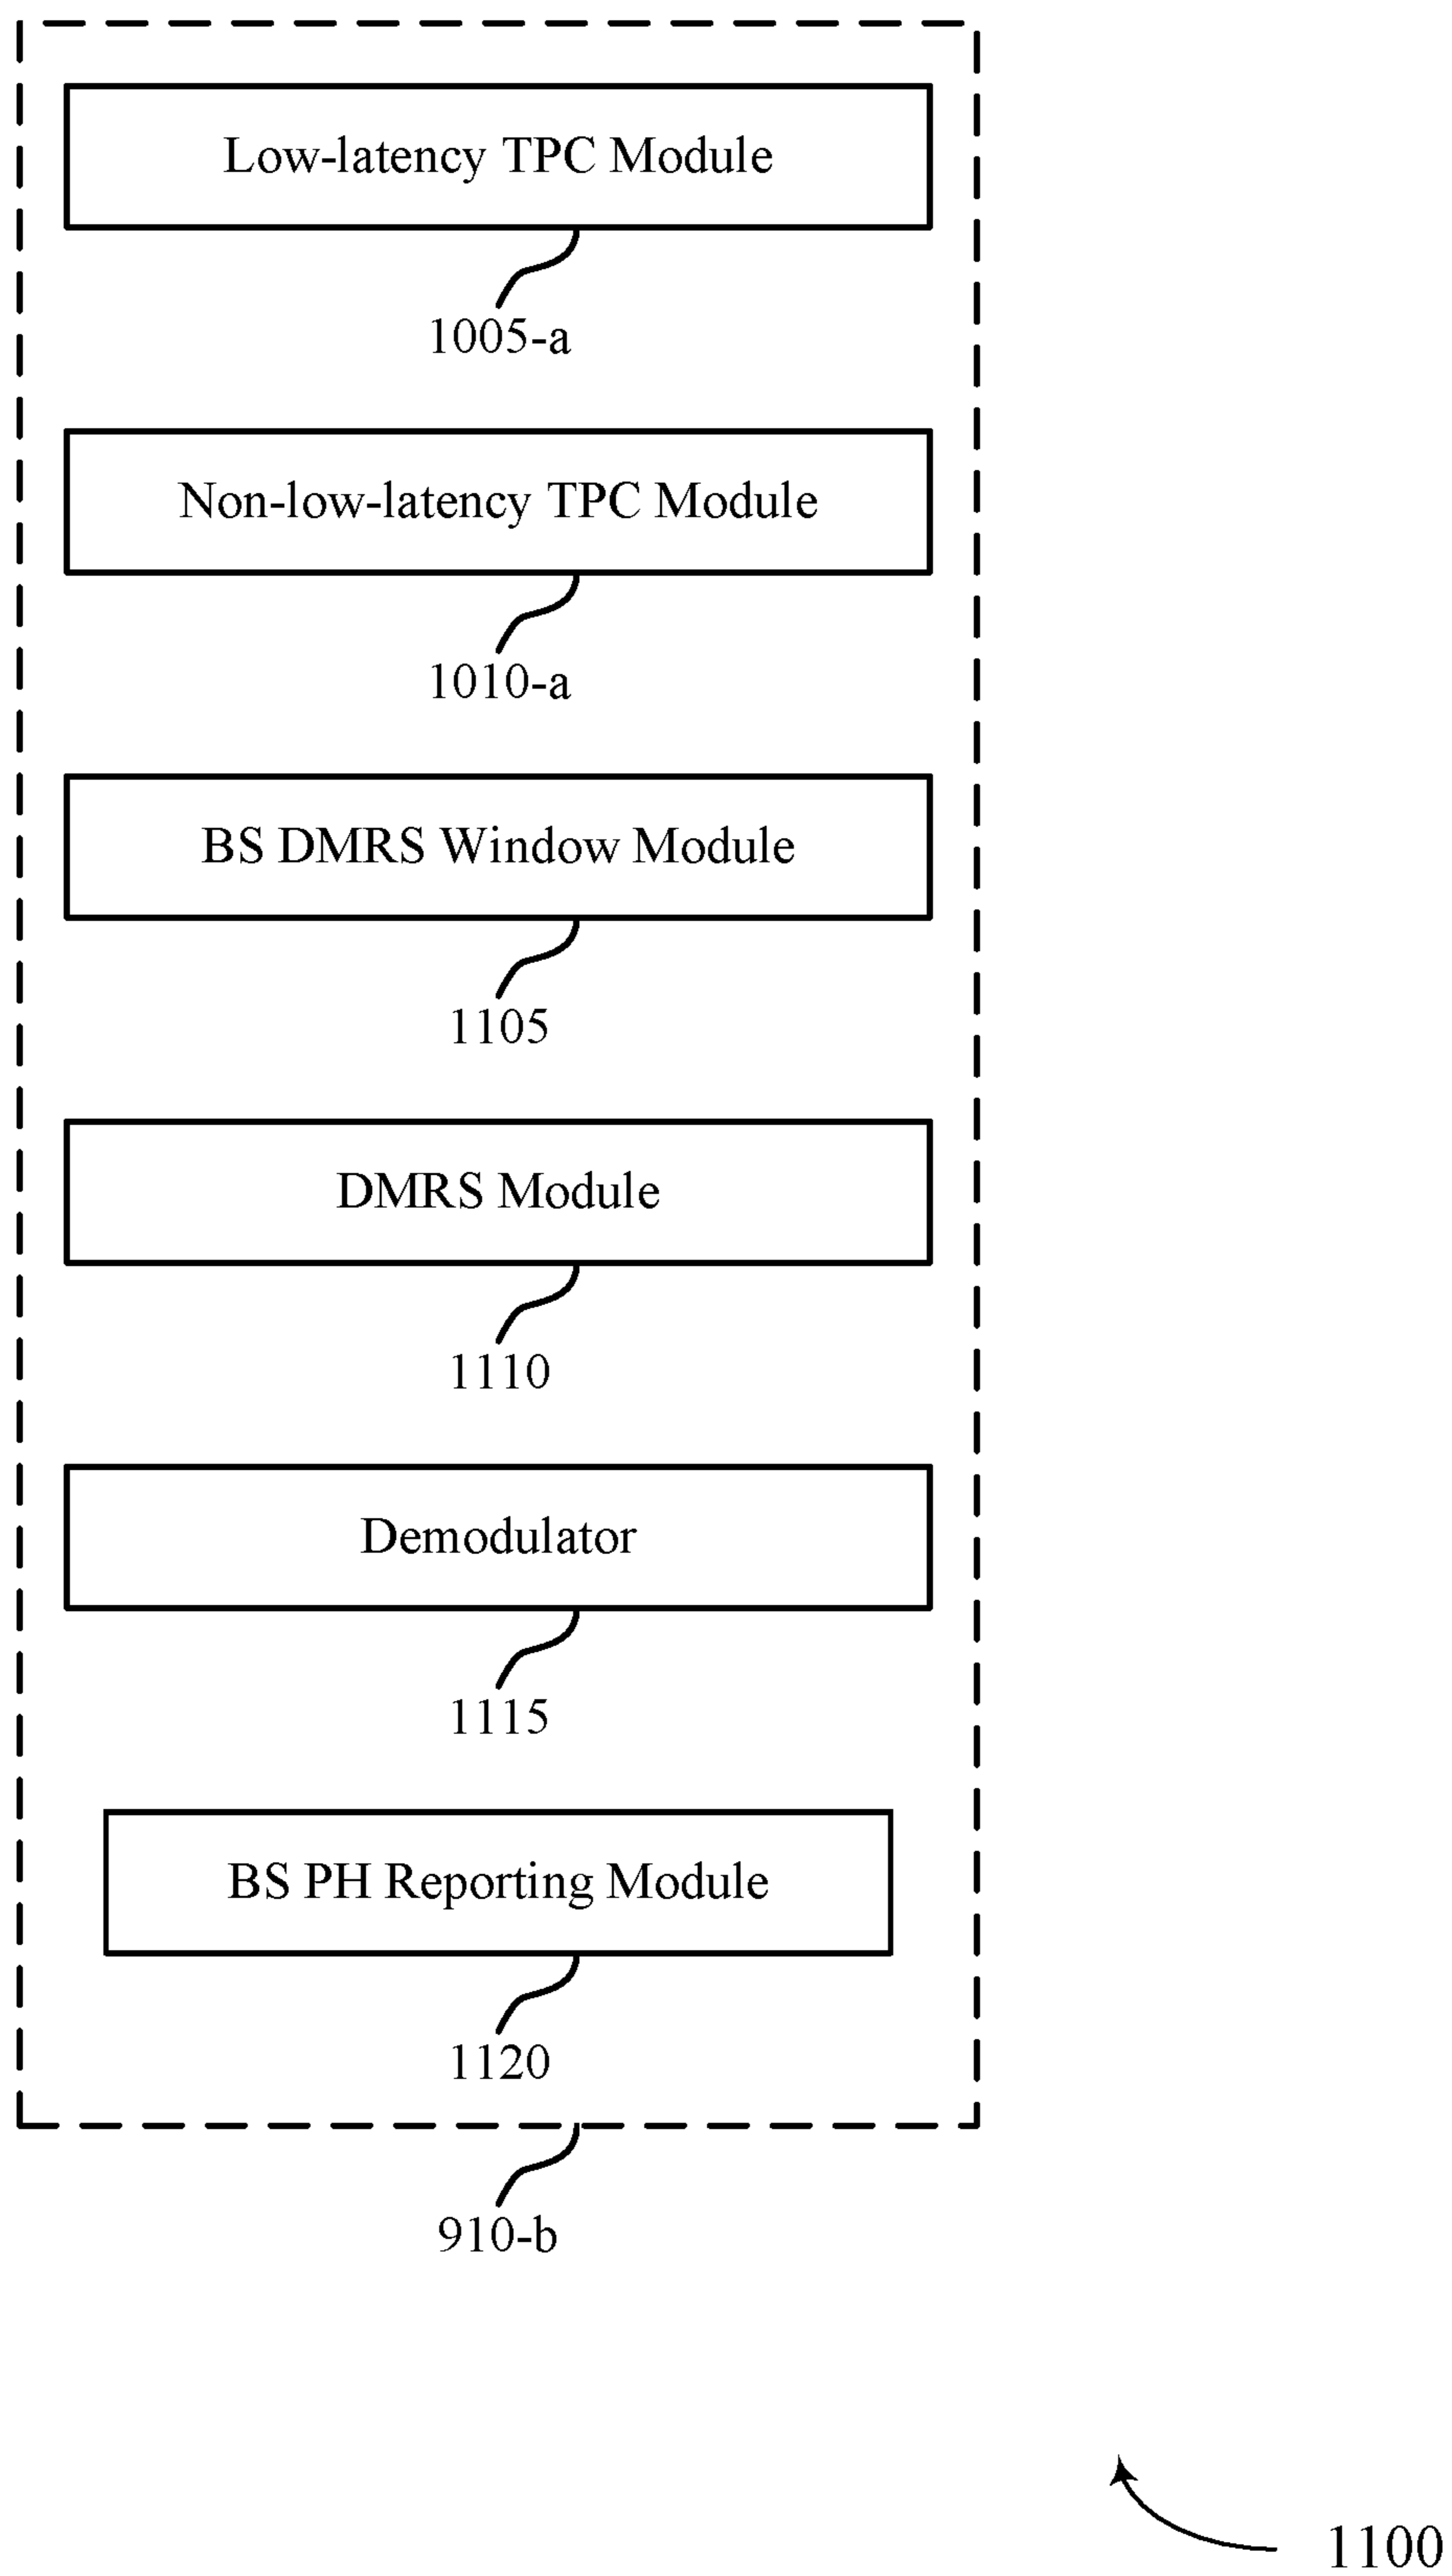 Low-latency TPC Module
1005-a
Non-low-latency TPC Module
1010-a
BS DMRS Window Module
1105
DMRS Module
1110
Demodulator
1115
BS PH Reporting Module
1120
910-b
1100